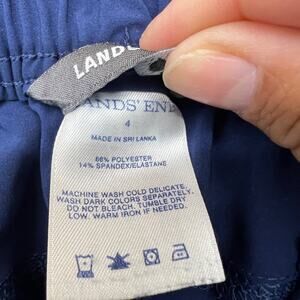 LANDS'
LANDS' END
4
MADE IN SRI LANKA
86% POLYESTER
14% SPANDEX/ELASTANE
MACHINE WASH COLD DELICATE.
WASH DARK COLORS SEPARATELY.
DO NOT BLEACH. TUMBLE DRY
LOW. WARM IRON IF NEEDED.